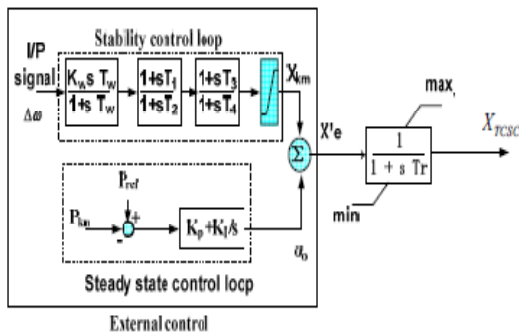 Stability control loop
I/P
signal
Δω
K_w s T_w
1+s T_w
1+sT_1
1+sT_2
1+sT_3
1+sT_4
X_km
X'e
Σ
max,
1
1 + s Tr
min
X_TCSC
P_ref
P_km
+
-
K_p +K_I/s
α_o
Steady state control loop
External control